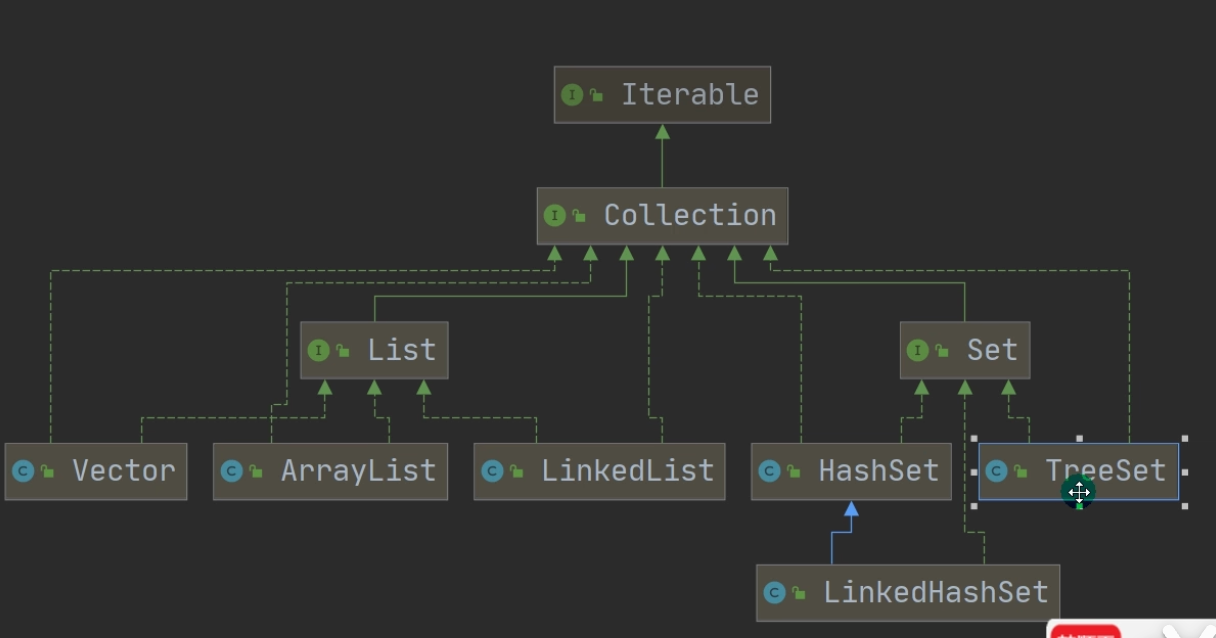 I Iterable
I Collection
I List
I Set
C Vector
C ArrayList
C LinkedList
C HashSet
C TreeSet
C LinkedHashSet